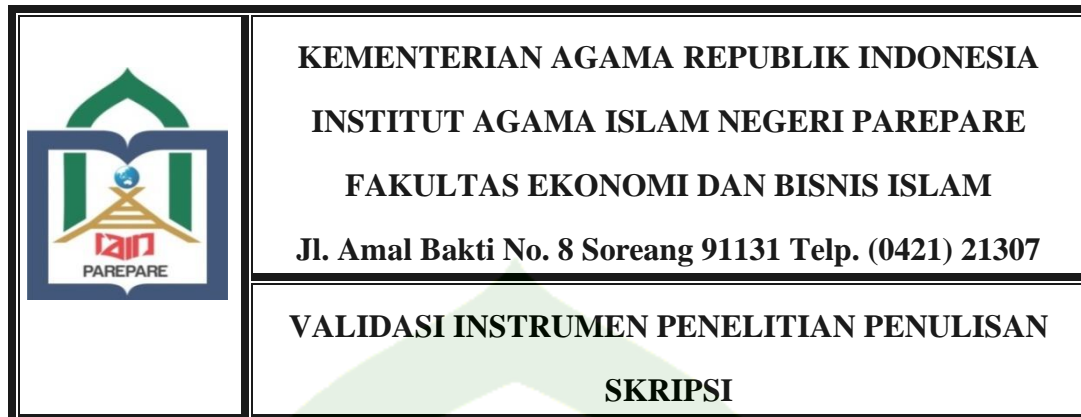 KEMENTERIAN AGAMA REPUBLIK INDONESIA
INSTITUT AGAMA ISLAM NEGERI PAREPARE
FAKULTAS EKONOMI DAN BISNIS ISLAM
Jl. Amal Bakti No. 8 Soreang 91131 Telp. (0421) 21307
iain
PAREPARE
VALIDASI INSTRUMEN PENELITIAN PENULISAN
SKRIPSI